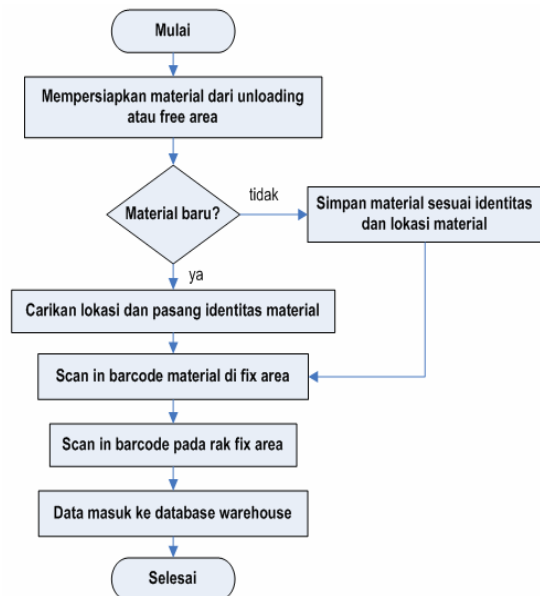 Mulai
Mempersiapkan material dari unloading
atau free area
Material baru?
tidak
Simpan material sesuai identitas
dan lokasi material
ya
Carikan lokasi dan pasang identitas material
Scan in barcode material di fix area
Scan in barcode pada rak fix area
Data masuk ke database warehouse
Selesai